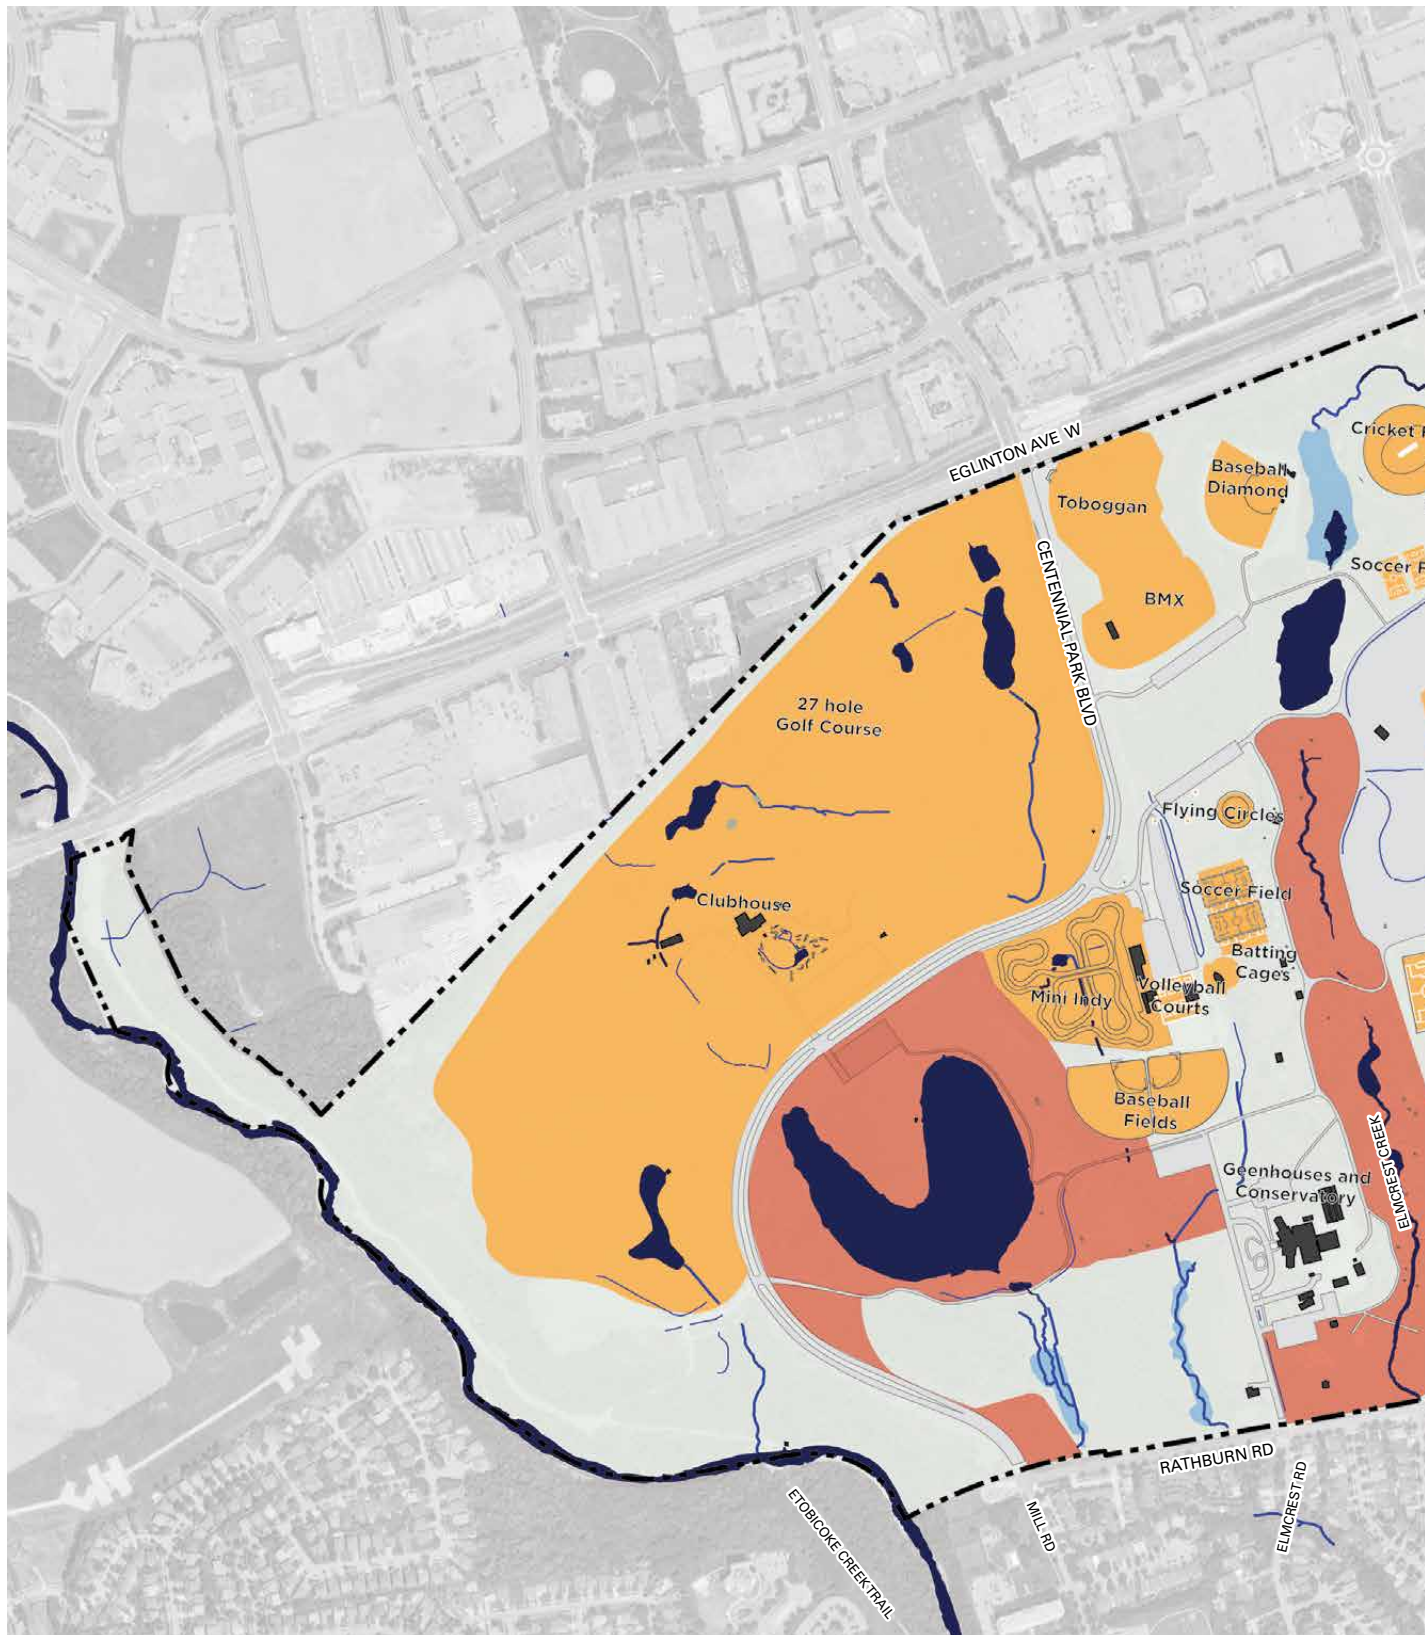 EGLINTON AVE W
Cricket F
Baseball
Diamond
Toboggan
Soccer F
CENTENNIAL PARK BLVD
BMX
27 hole
Golf Course
Flying Circles
Soccer Field
Clubhouse
Batting
Cages
Volleyball
Courts
Mini Indy
Baseball
Fields
ELMCREST CREEK
Geenhouses and
Conservatory
RATHBURN RD
ETOBICOKE CREEK TRAIL
MILL RD
ELMCREST RD